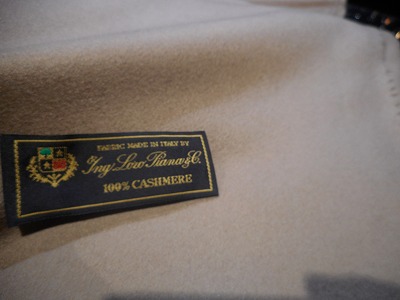 FABRIC MADE IN ITALY BY
Ing. Loro Piana & C.
100% CASHMERE